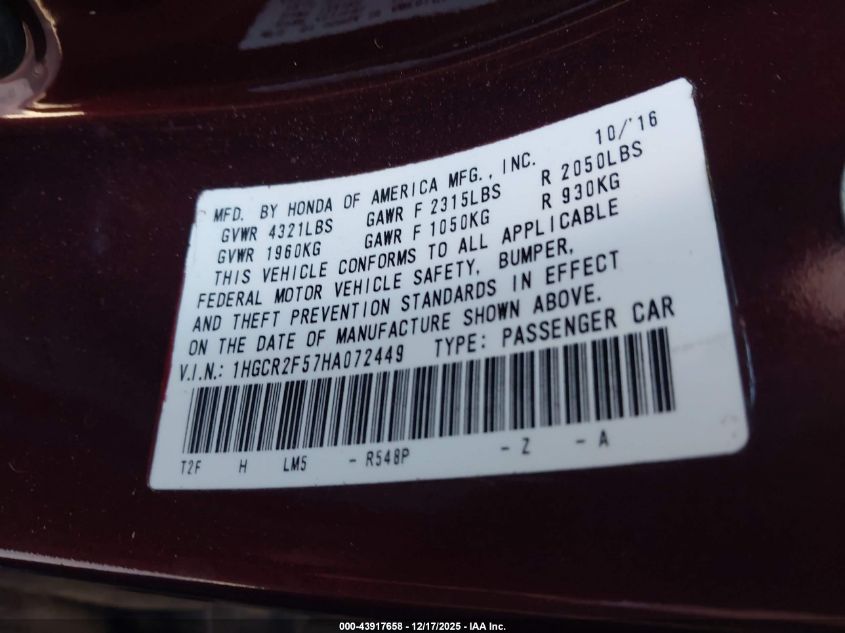 MFD. BY HONDA OF AMERICA MFG., INC. 10/'16
GVWR 4321LBS GAWR F 2315LBS R 2050LBS
GVWR 1960KG GAWR F 1050KG R 930KG
THIS VEHICLE CONFORMS TO ALL APPLICABLE
FEDERAL MOTOR VEHICLE SAFETY, BUMPER,
AND THEFT PREVENTION STANDARDS IN EFFECT
ON THE DATE OF MANUFACTURE SHOWN ABOVE.
V.I.N.: 1HGCR2F57HA072449 TYPE: PASSENGER CAR
T2F H LM5 - R548P - Z - A
000-43917658 - 12/17/2025 - IAA Inc.